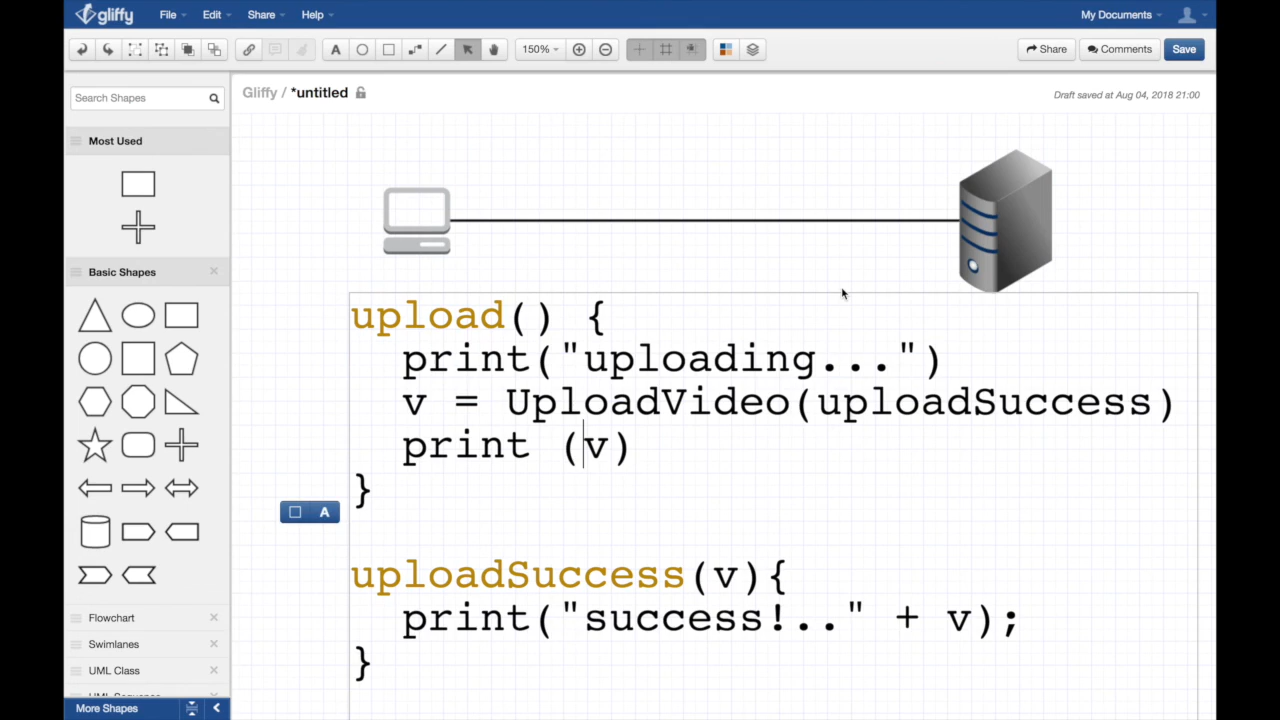 gliffy File Edit Share Help My Documents
A 150% Share Comments Save
Search Shapes
Gliffy / *untitled
Draft saved at Aug 04, 2018 21:00
Most Used
Basic Shapes
upload() {
print("uploading...")
v = UploadVideo(uploadSuccess)
print (v)
}
A
uploadSuccess(v){
print("success!.." + v);
}
Flowchart
Swimlanes
UML Class
UML Sequence
More Shapes